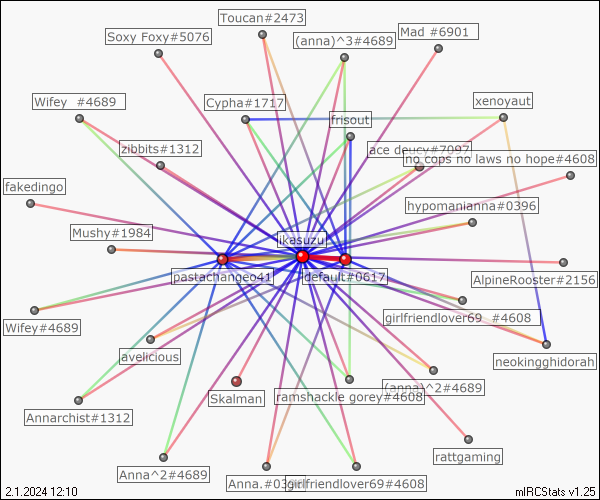 Toucan#2473
Soxy Foxy#5076
(anna)^3#4689
Mad #6901
Wifey  #4689
Cypha#1717
xenoyaut
frisout
zibbits#1312
ace deucy#7097
no cops no laws no hope#4608
fakedingo
hypomanianna#0396
Mushy#1984
ikasuzu
pastachange041
default#0617
AlpineRooster#2156
Wifey#4689
girlfriendlover69  #4608
avelicious
neokingghidorah
(anna)^2#4689
Skalman
ramshackle gorey#4608
Annarchist#1312
rattgaming
Anna^2#4689
girlfriendlover69#4608
2.1.2024 12:10
mIRCStats v1.25